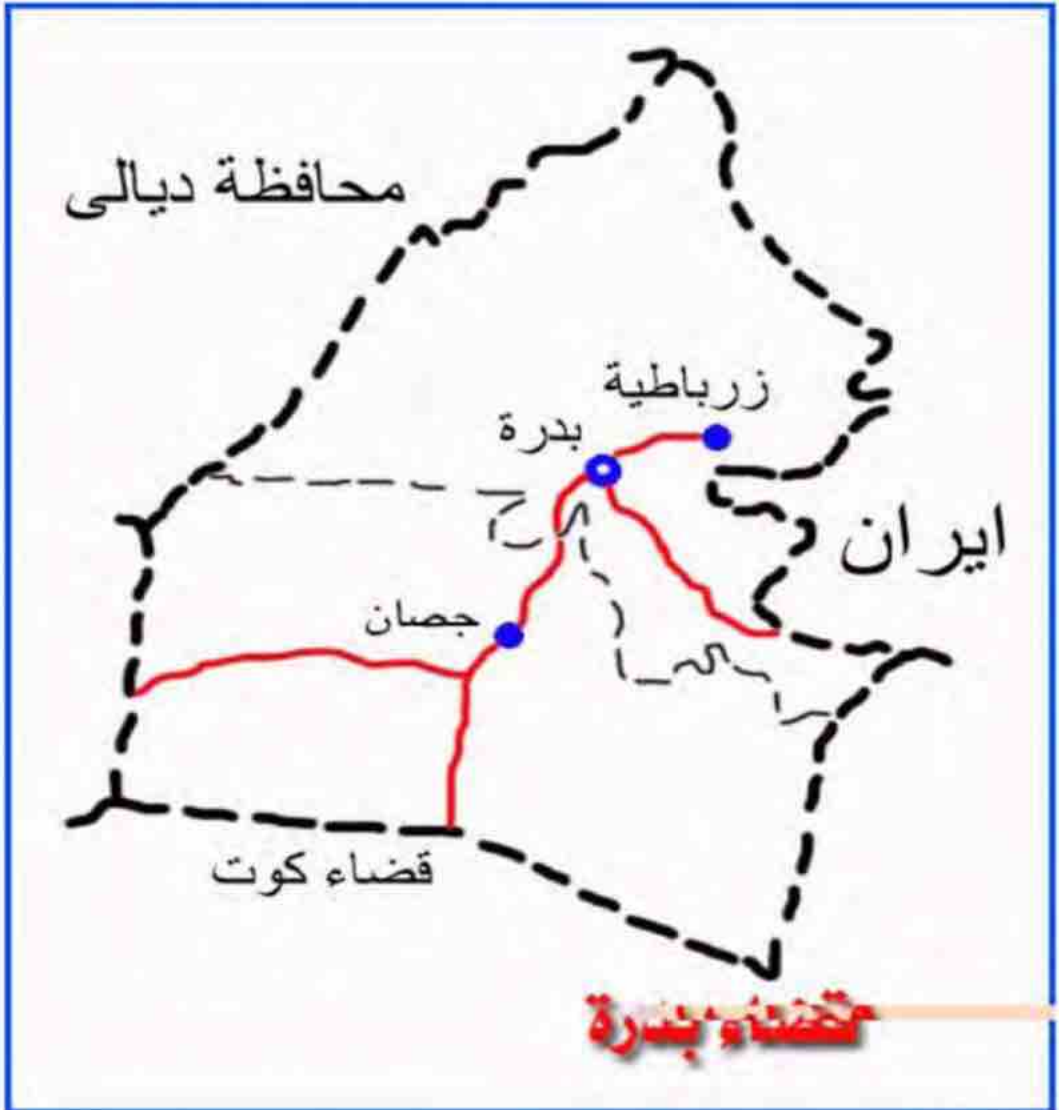 محافظة ديالى
زرباطية
بدرة
ايران
جصان
قضاء كوت
قضاء بدرة